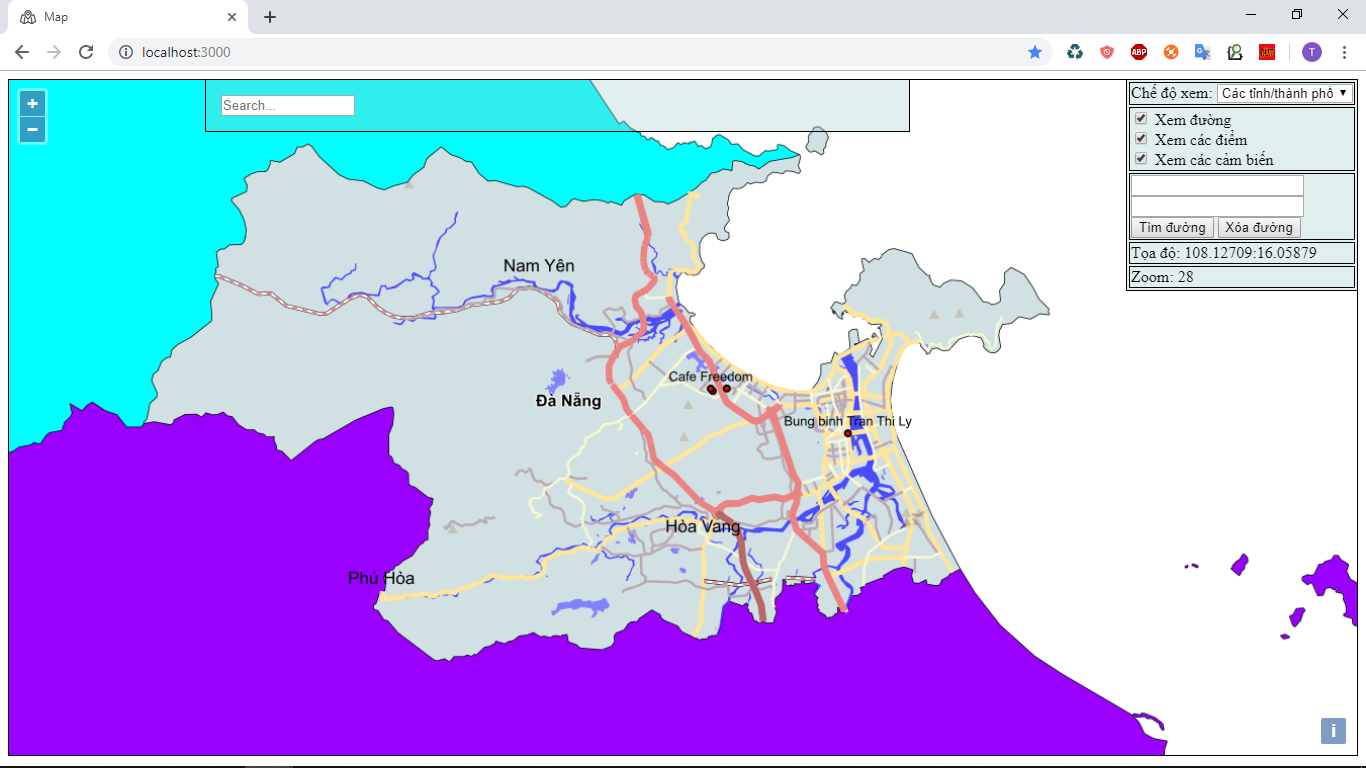 Map
localhost:3000
ABP
T
+
−
Search...
Chế độ xem: Các tỉnh/thành phố
Xem đường
Xem các điểm
Xem các cảm biến
Tìm đường Xóa đường
Tọa độ: 108.12709:16.05879
Zoom: 28
Nam Yên
Cafe Freedom
Đà Nẵng
Bung binh Tran Thi Ly
Hòa Vang
Phú Hòa
i